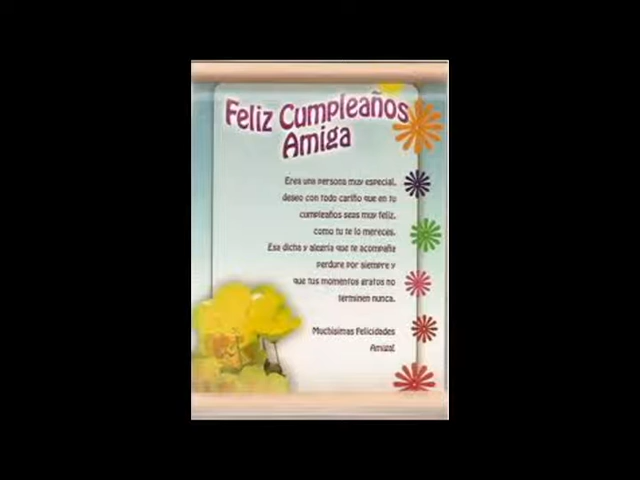 Feliz Cumpleaños
Amiga
Eres una persona muy especial,
deseo con todo cariño que en tu
cumpleaños seas muy feliz,
como tu te lo mereces.
Esa dicha y alegría que te acompaña
perdure por siempre y
que tus momentos gratos no
terminen nunca.
Muchisimas Felicidades
Amiga!